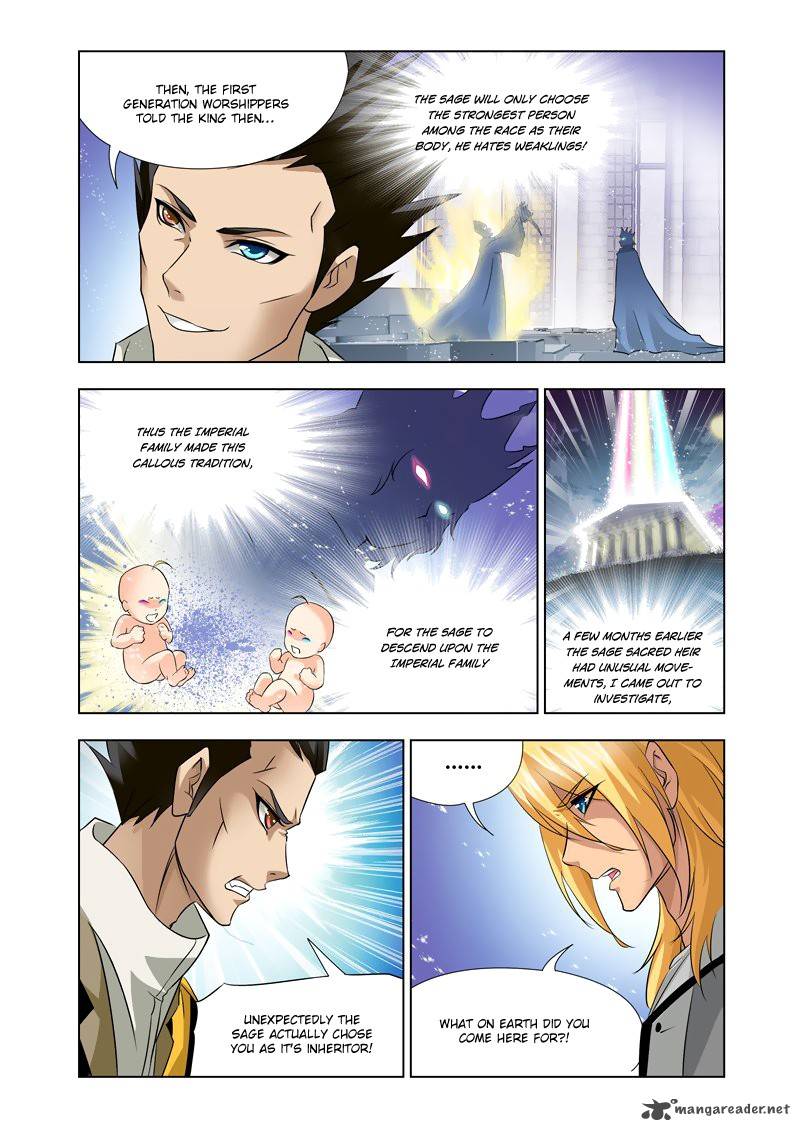 THEN, THE FIRST
GENERATION WORSHIPPERS
TOLD THE KING THEN...
THE SAGE WILL ONLY CHOOSE
THE STRONGEST PERSON
AMONG THE RACE AS THEIR
BODY, HE HATES WEAKLINGS!
THUS THE IMPERIAL
FAMILY MADE THIS
CALLOUS TRADITION,
FOR THE SAGE TO
DESCEND UPON THE
IMPERIAL FAMILY
A FEW MONTHS EARLIER
THE SAGE SACRED HEIR
HAD UNUSUAL MOVE-
MENTS, I CAME OUT TO
INVESTIGATE,
UNEXPECTEDLY THE
SAGE ACTUALLY CHOSE
YOU AS IT'S INHERITOR!
......
WHAT ON EARTH DID YOU
COME HERE FOR?!
mangareader.net